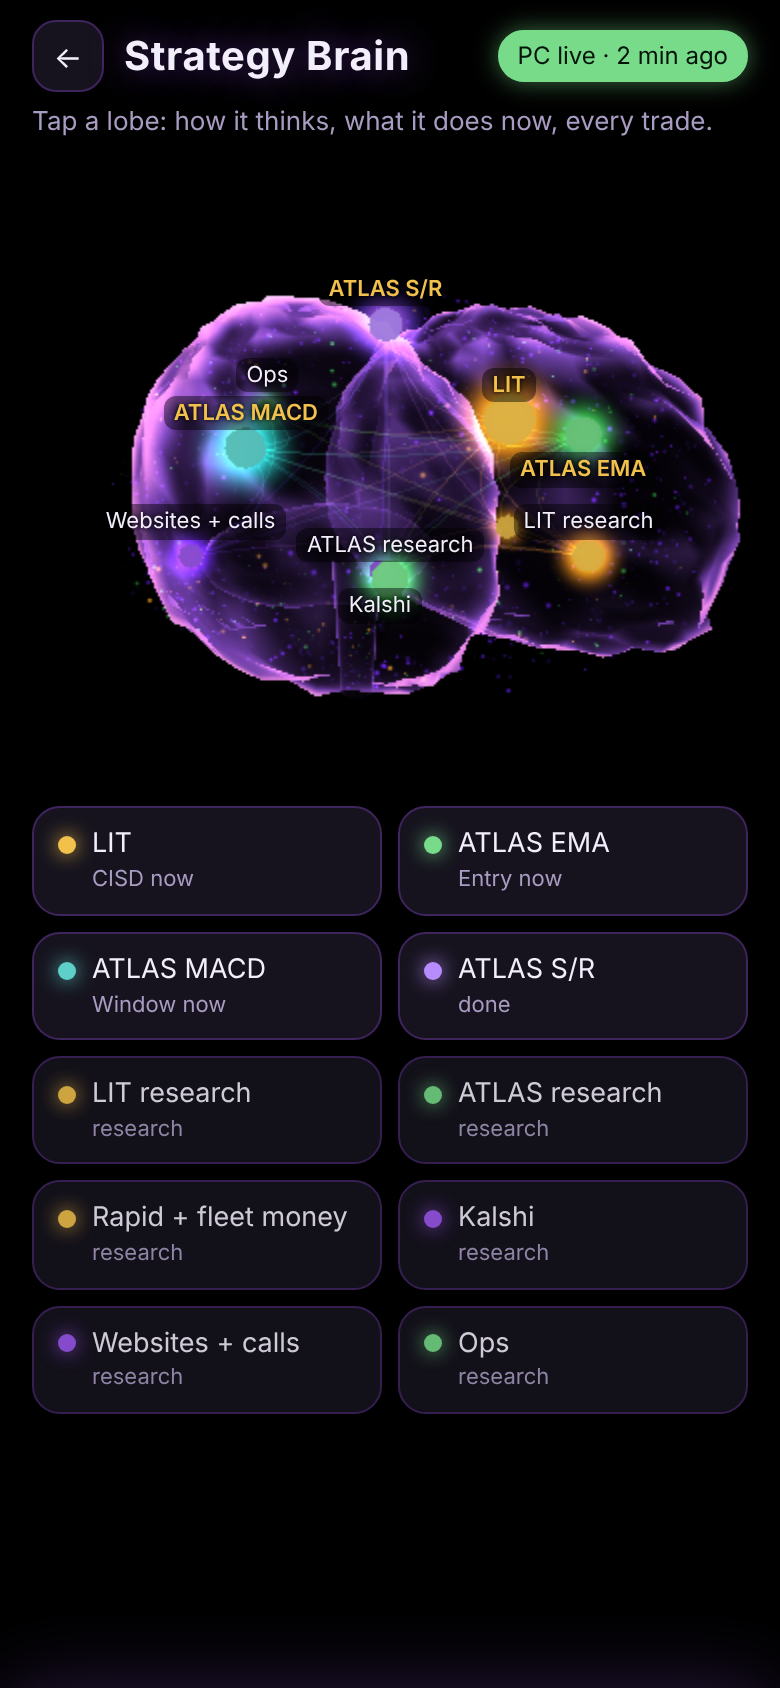 ←
Strategy Brain
PC live · 2 min ago
Tap a lobe: how it thinks, what it does now, every trade.
ATLAS S/R
Ops
LIT
ATLAS MACD
ATLAS EMA
Websites + calls
LIT research
ATLAS research
Kalshi
LIT
CISD now
ATLAS EMA
Entry now
ATLAS MACD
Window now
ATLAS S/R
done
LIT research
research
ATLAS research
research
Rapid + fleet money
research
Kalshi
research
Websites + calls
research
Ops
research